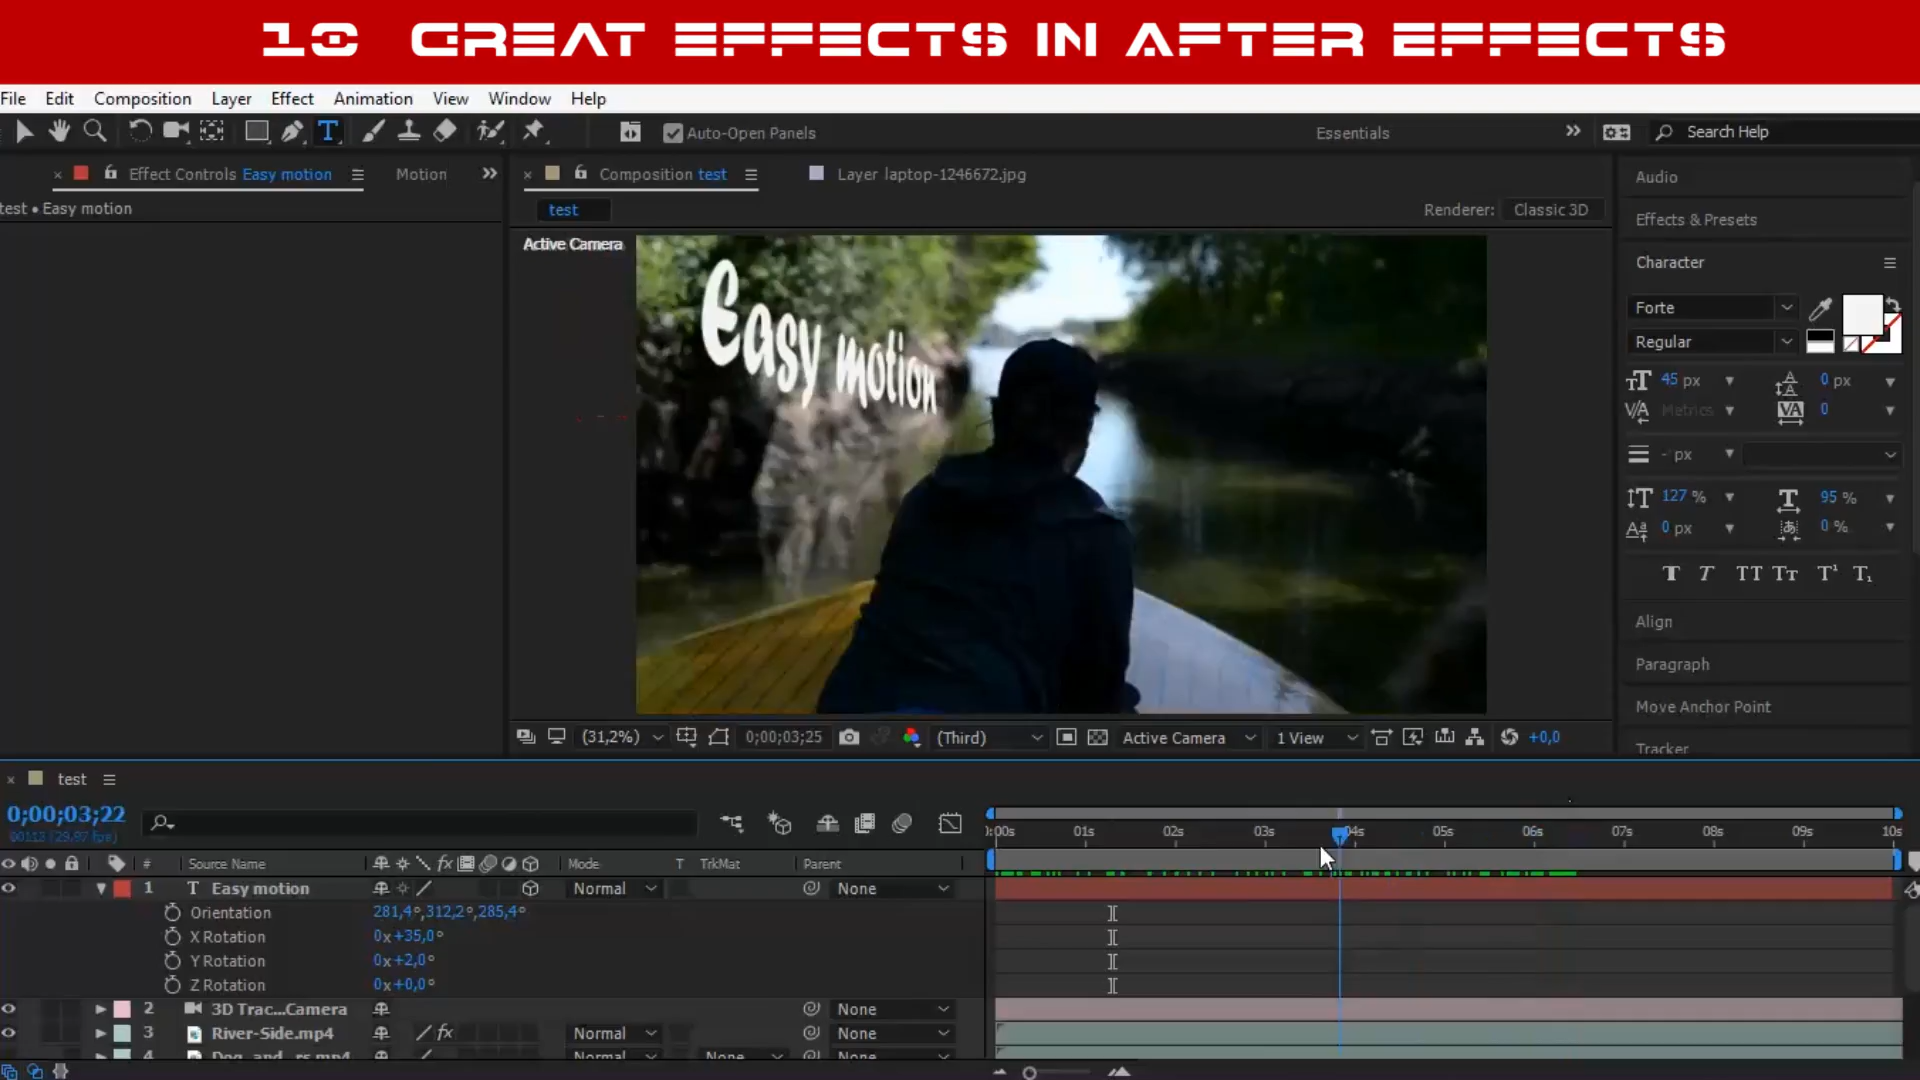 10 GREAT EFFECTS IN AFTER EFFECTS
File Edit Composition Layer Effect Animation View Window Help
Auto-Open Panels Essentials Search Help
Effect Controls Easy motion Motion Composition test Layer laptop-1246672.jpg Audio
test • Easy motion test Renderer: Classic 3D
Effects & Presets
Active Camera
Character
Easy motion
Forte
Regular
45 px 0 px
Metrics 0
- px
127 % 95 %
0 px 0 %
Align
Paragraph
Move Anchor Point
(31,2%) 0;00;03;25 (Third) Active Camera 1 View +0,0
Tracker
test
0;00;03;22
00112 (29.97 fps)
0:00s 01s 02s 03s 04s 05s 06s 07s 08s 09s 10s
# Source Name fx Mode T TrkMat Parent
1 T Easy motion Normal None
Orientation 281,4°,312,2°,285,4°
X Rotation 0x+35,0°
Y Rotation 0x+2,0°
Z Rotation 0x+0,0°
2 3D Trac...Camera None
3 River-Side.mp4 fx Normal None